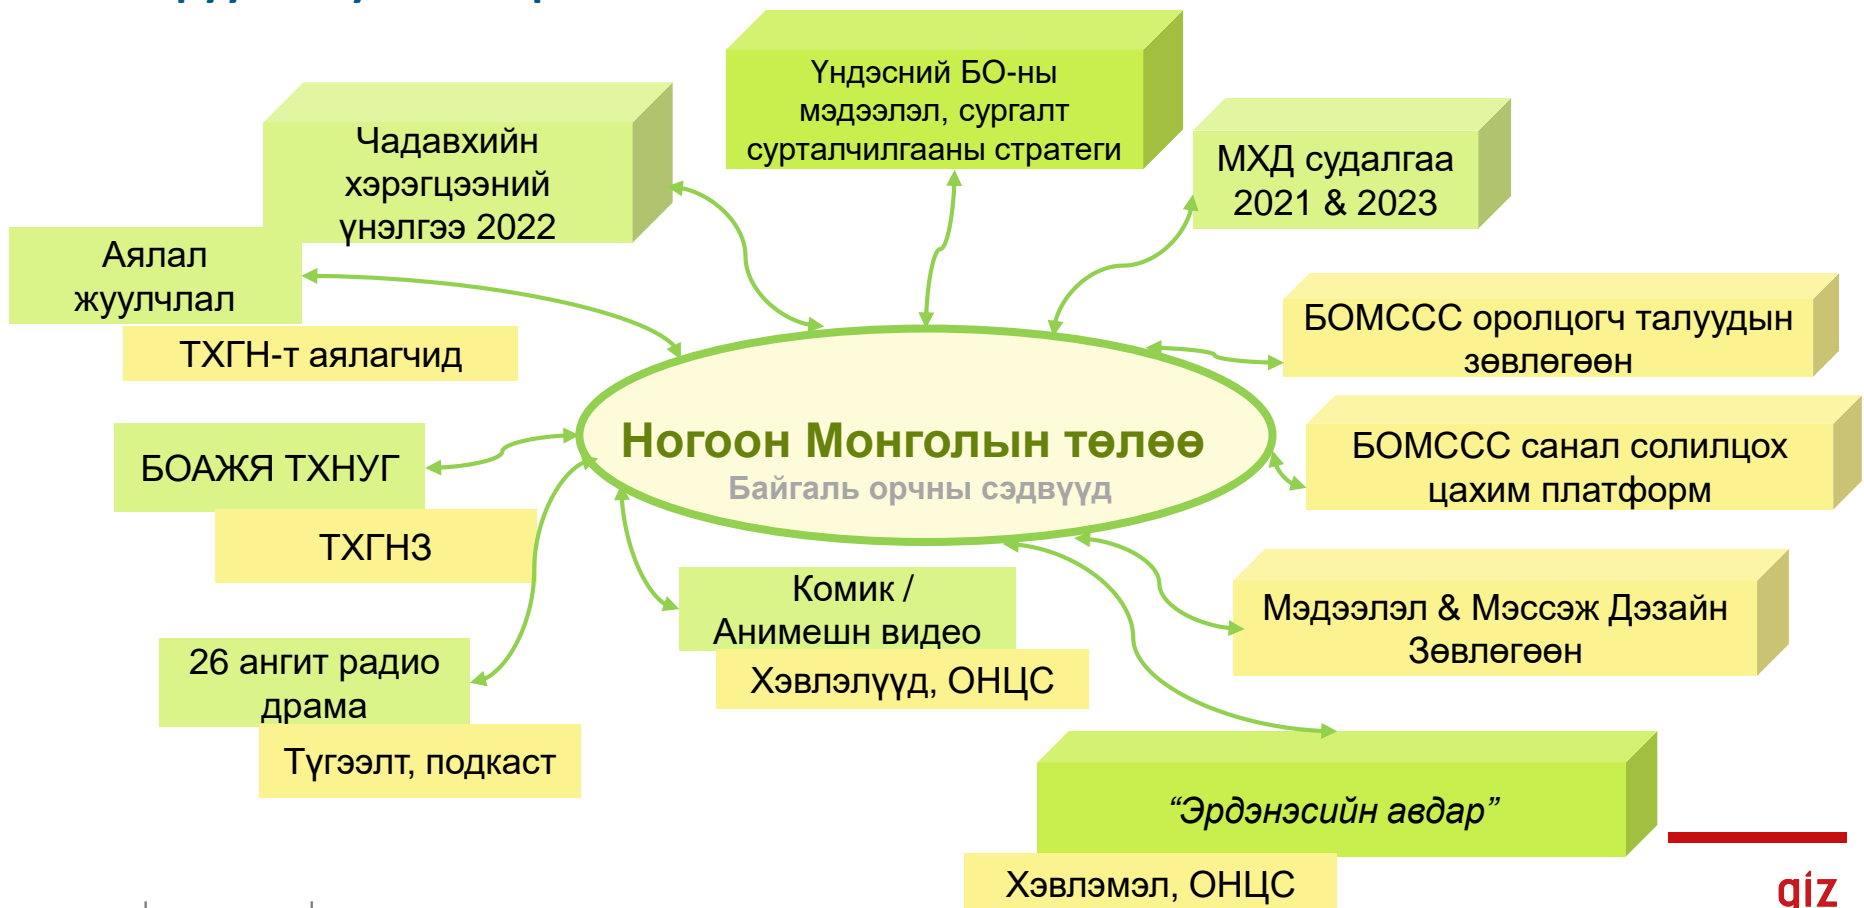 Үндэсний БО-ны
мэдээлэл, сургалт
сурталчилгааны стратеги
Чадавхийн
хэрэгцээний
үнэлгээ 2022
МХД судалгаа
2021 & 2023
Аялал
жуулчлал
ТХГН-т аялагчид
БОМССС оролцогч талуудын
зөвлөгөөн
Ногоон Монголын төлөө
Байгаль орчны сэдвүүд
БОМССС санал солилцох
цахим платформ
БОАЖЯ ТХНУГ
ТХГНЗ
Комик /
Анимешн видео
Хэвлэлүүд, ОНЦС
Мэдээлэл & Мэссэж Дэзайн
Зөвлөгөөн
26 ангит радио
драма
Түгээлт, подкаст
“Эрдэнэсийн авдар”
Хэвлэмэл, ОНЦС
giz